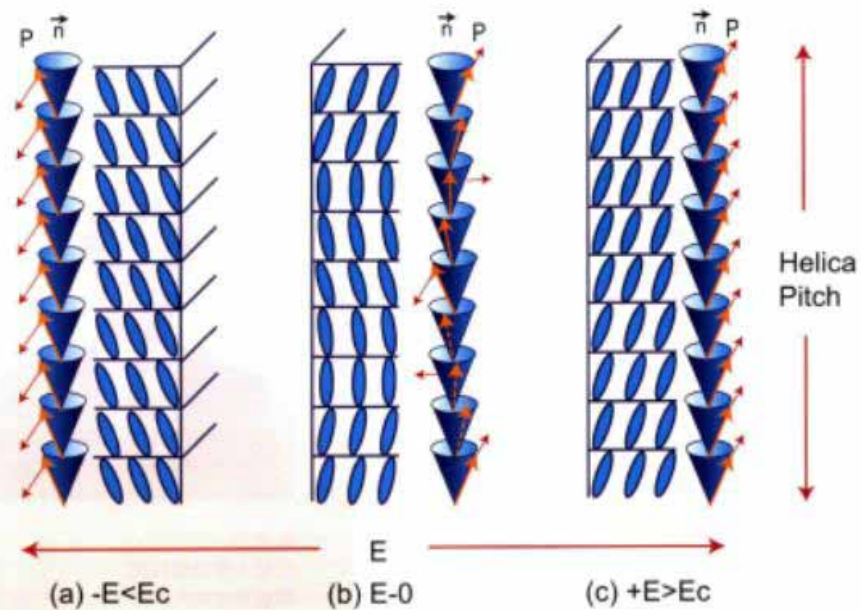 P n
n P
n P
Helica
Pitch
E
(a) -E<Ec
(b) E-0
(c) +E>Ec